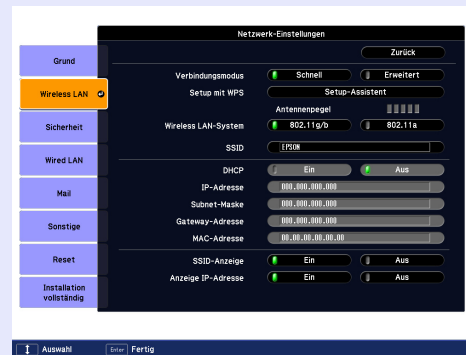 Netzwerk-Einstellungen
Zurück
Grund
Wireless LAN
Sicherheit
Wired LAN
Mail
Sonstige
Reset
Installation
vollständig
Verbindungsmodus Schnell Erweitert
Setup mit WPS Setup-Assistent
Antennenpegel
Wireless LAN-System 802.11g/b 802.11a
SSID EPSON
DHCP Ein Aus
IP-Adresse 000.000.000.000
Subnet-Maske 000.000.000.000
Gateway-Adresse 000.000.000.000
MAC-Adresse 00.00.00.00.00.00
SSID-Anzeige Ein Aus
Anzeige IP-Adresse Ein Aus
Auswahl Enter Fertig